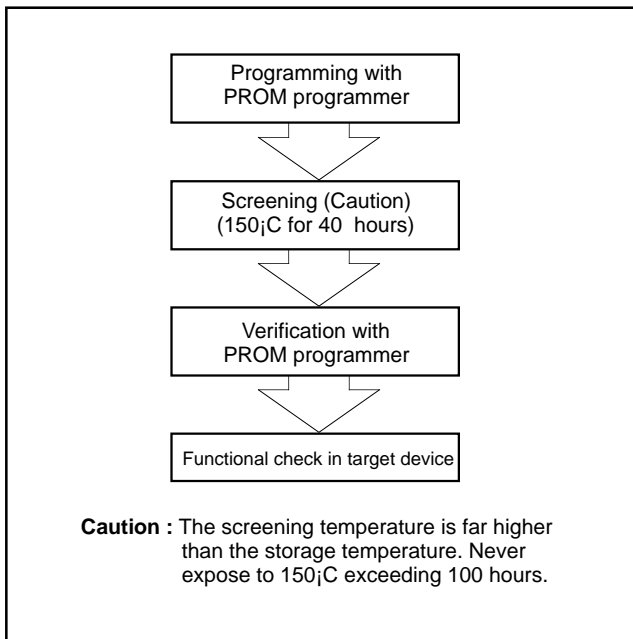 Programming with
PROM programmer
Screening (Caution)
(150¡C for 40 hours)
Verification with
PROM programmer
Functional check in target device
Caution : The screening temperature is far higher
than the storage temperature. Never
expose to 150¡C exceeding 100 hours.